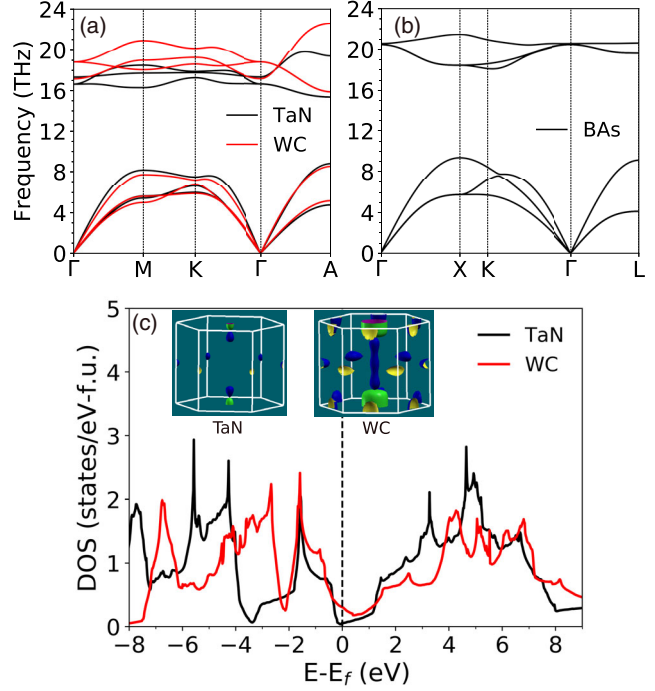 (a)
24
20
16
12
8
4
0
Frequency (THz)
TaN
WC
Γ
M
K
Γ
A
(b)
24
20
16
12
8
4
0
BAs
Γ
X
K
Γ
L
(c)
5
4
3
2
1
0
DOS (states/eV-f.u.)
TaN
WC
TaN
WC
−8
−6
−4
−2
0
2
4
6
8
E-E_f (eV)